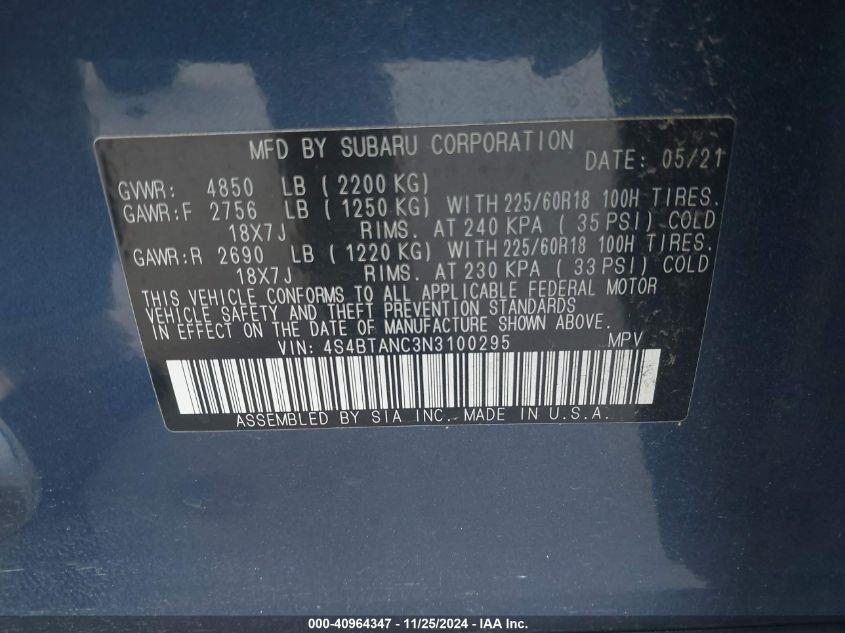 MFD BY SUBARU CORPORATION
DATE: 05/21
GVWR: 4850 LB ( 2200 KG)
GAWR:F 2756 LB ( 1250 KG) WITH 225/60R18 100H TIRES.
18X7J RIMS. AT 240 KPA ( 35 PSI) COLD
GAWR:R 2690 LB ( 1220 KG) WITH 225/60R18 100H TIRES.
18X7J RIMS. AT 230 KPA ( 33 PSI) COLD
THIS VEHICLE CONFORMS TO ALL APPLICABLE FEDERAL MOTOR
VEHICLE SAFETY AND THEFT PREVENTION STANDARDS
IN EFFECT ON THE DATE OF MANUFACTURE SHOWN ABOVE.
VIN: 4S4BTANC3N3100295 MPV
ASSEMBLED BY SIA INC. MADE IN U.S.A.
000-40964347 - 11/25/2024 - IAA Inc.